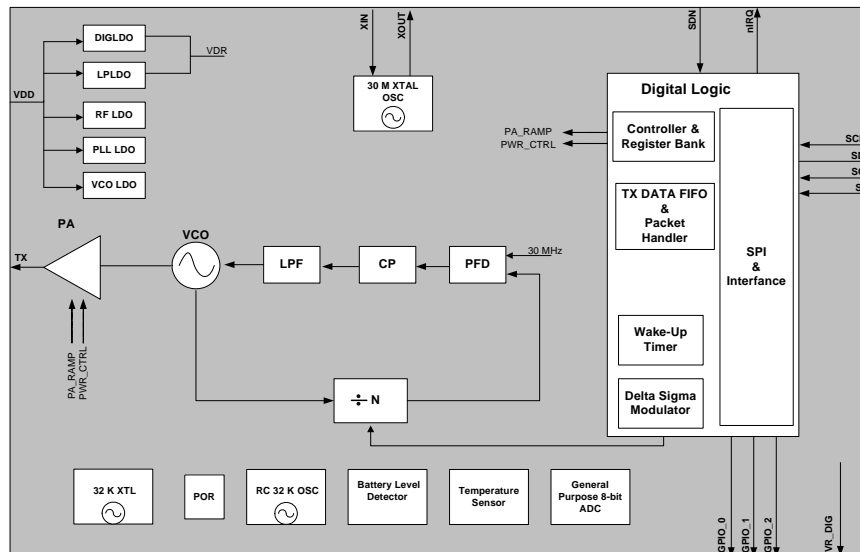 XIN
XOUT
SDN
nIRQ
DIGLDO
VDR
LPLDO
VDD
RF LDO
PLL LDO
VCO LDO
30 M XTAL
OSC
Digital Logic
PA_RAMP
PWR_CTRL
Controller &
Register Bank
TX DATA FIFO
&
Packet
Handler
SPI
&
Interfance
Wake-Up
Timer
Delta Sigma
Modulator
PA
VCO
TX
LPF
CP
PFD
30 MHz
PA_RAMP
PWR_CTRL
÷ N
32 K XTL
POR
RC 32 K OSC
Battery Level
Detector
Temperature
Sensor
General
Purpose 8-bit
ADC
GPIO_0
GPIO_1
GPIO_2
VR_DIG